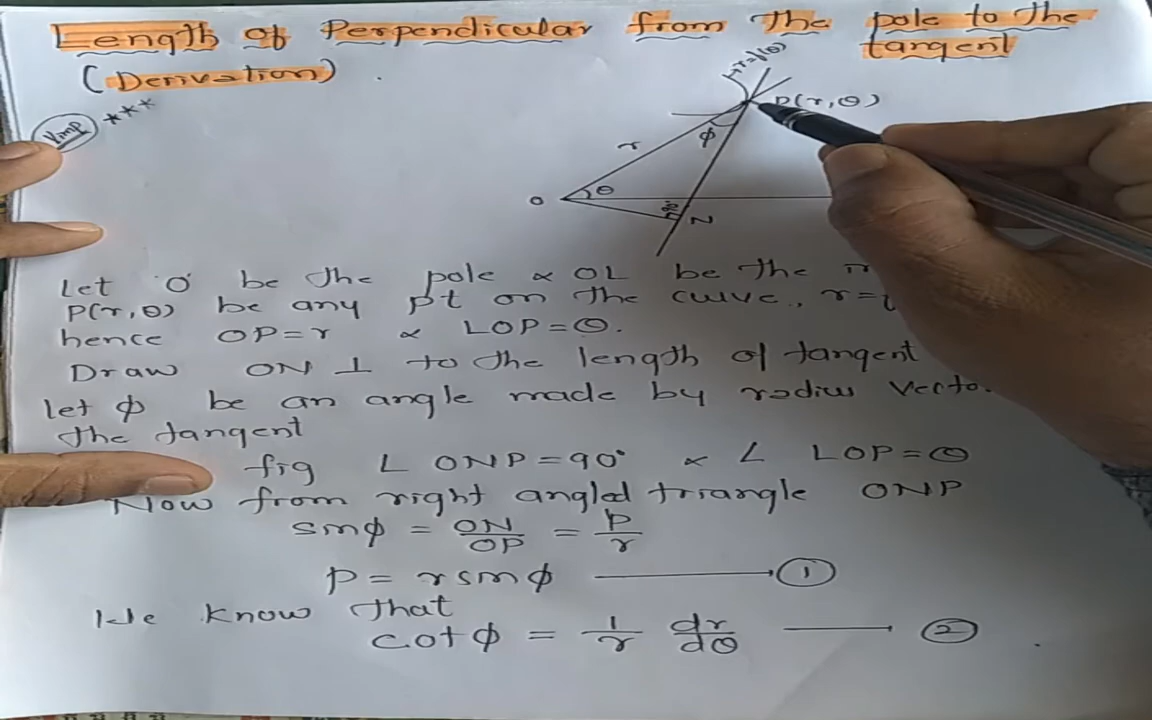 Length of Perpendicular from The pole to the
tangent
(Derivation)
Vimp ***
r=f(θ)
P(r,θ)
φ
r
θ
O
90°
N
Let 'O' be the pole & OL be the
P(r,θ) be any pt on the curve, r=
hence OP=r & LOP=θ.
Draw ON ⊥ to the length of tangent
let φ be an angle made by radius vecto
the tangent
fig ∠ ONP=90° & ∠ LOP=θ
Now from right angled triangle ONP
sinφ = ON/OP = p/r
p = r sinφ ① 
We know that
cotφ = 1/r dr/dθ ②